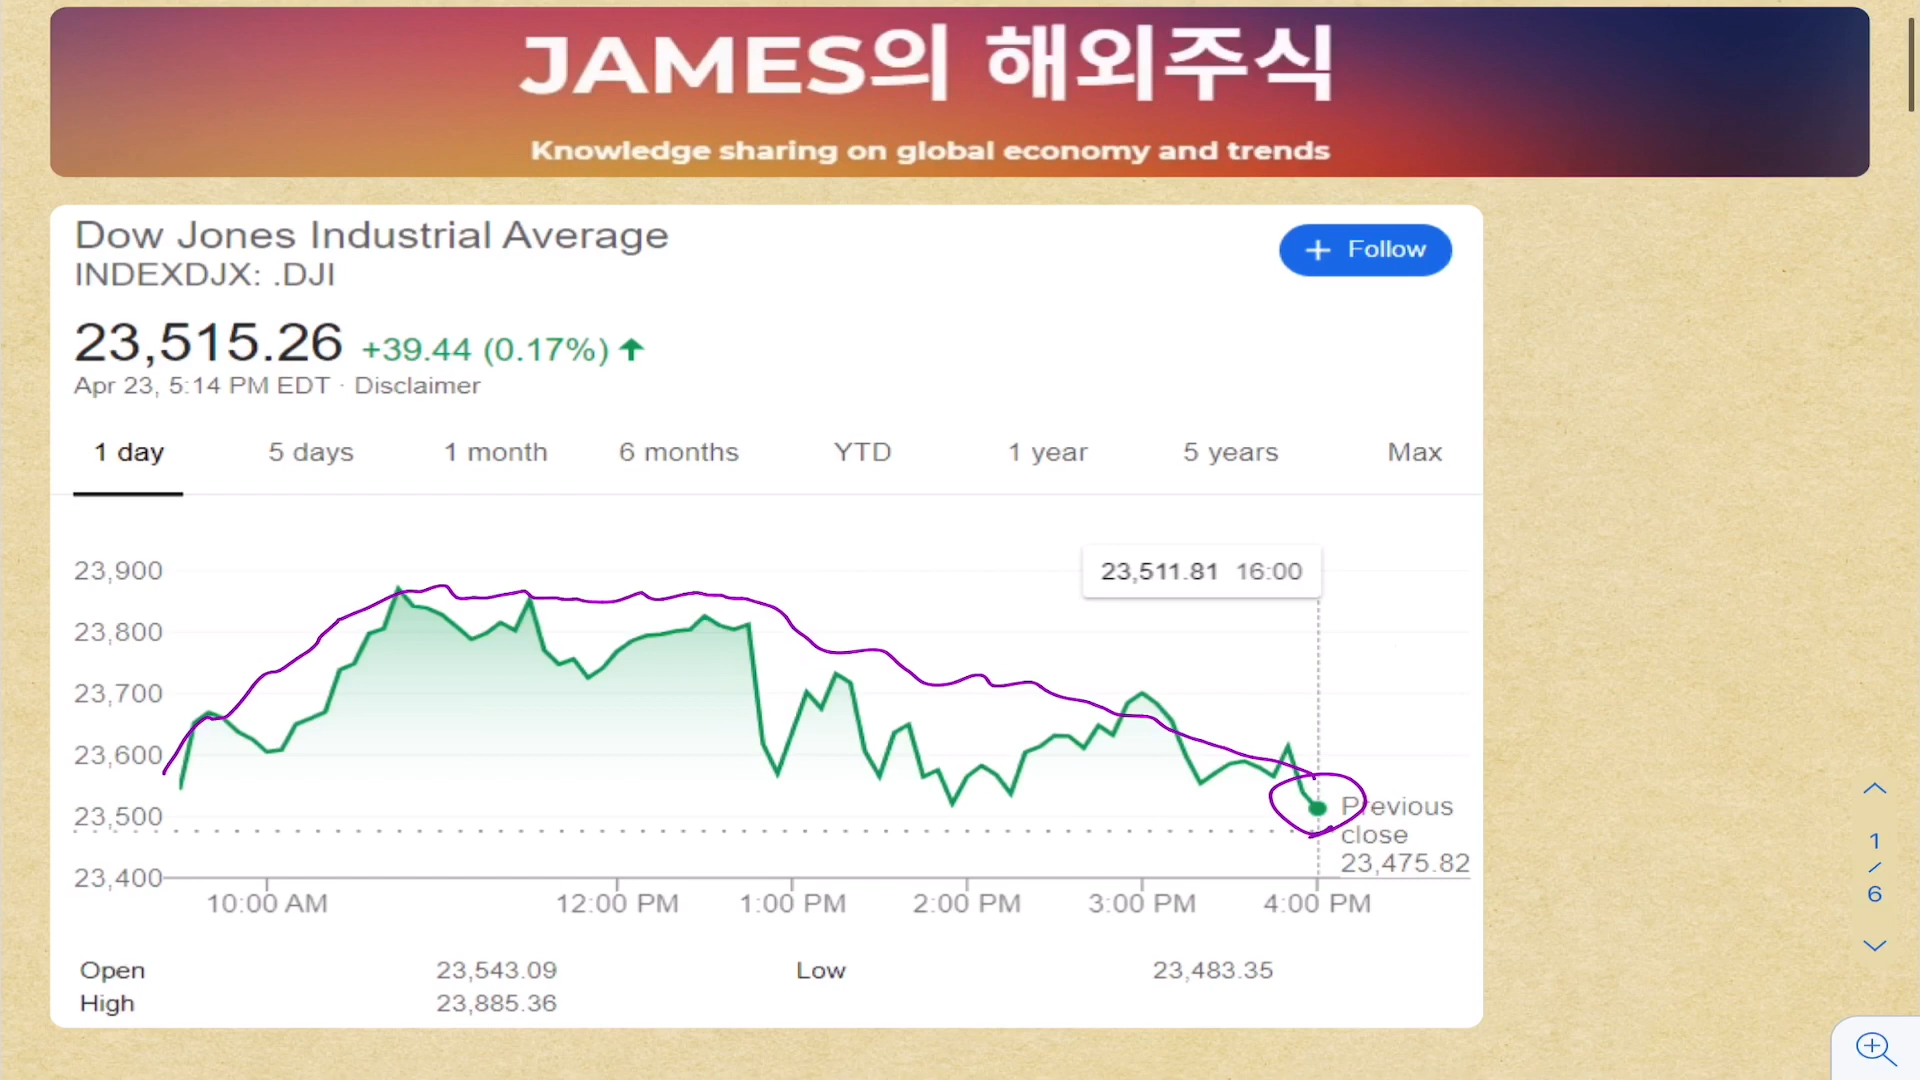 JAMES의 해외주식
Knowledge sharing on global economy and trends
Dow Jones Industrial Average
INDEXDJX: .DJI
+ Follow
23,515.26 +39.44 (0.17%)
Apr 23, 5:14 PM EDT · Disclaimer
1 day 5 days 1 month 6 months YTD 1 year 5 years Max
23,900
23,511.81 16:00
23,800
23,700
23,600
23,500
Previous
close
23,475.82
23,400
10:00 AM 12:00 PM 1:00 PM 2:00 PM 3:00 PM 4:00 PM
Open 23,543.09 Low 23,483.35
High 23,885.36
1
/
6